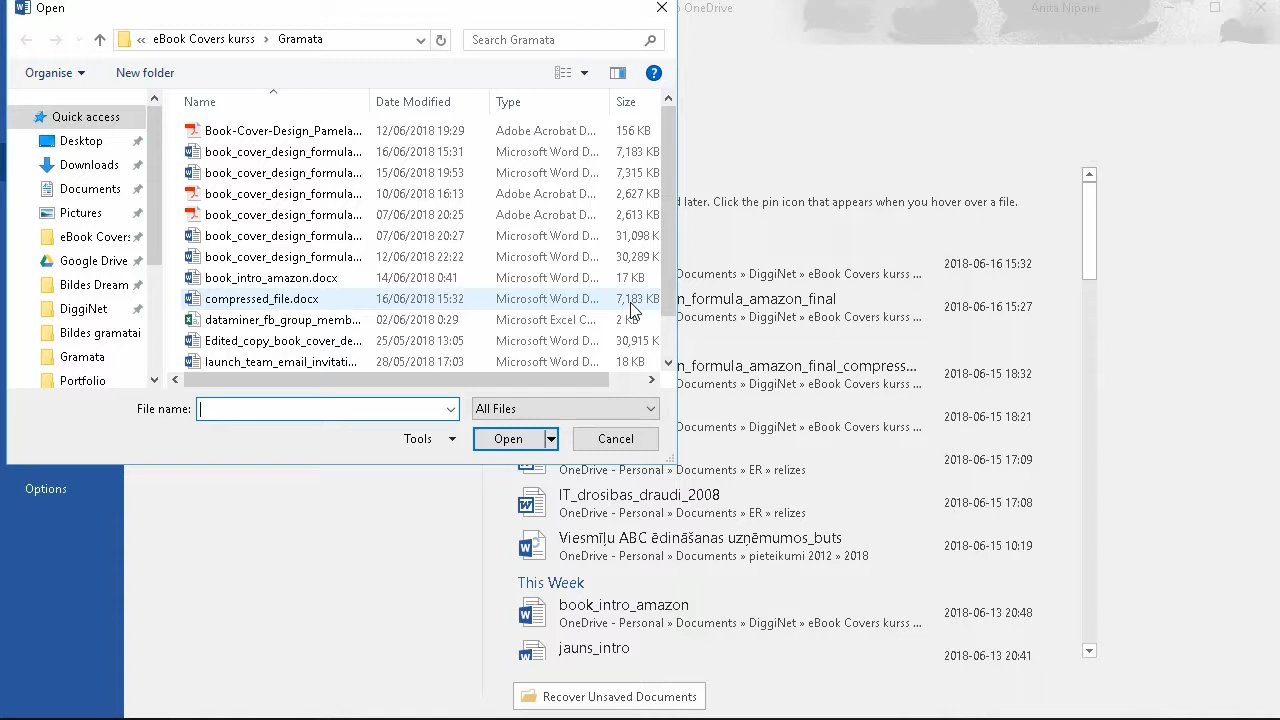 Open
o OneDrive
Anita Nipane
« eBook Covers kurss > Gramata
Search Gramata
Organise
New folder
Name
Date Modified
Type
Size
Quick access
Desktop
Downloads
Documents
Pictures
eBook Covers
Google Drive
Bildes Dream
DiggiNet
Bildes gramatai
Gramata
Portfolio
Book-Cover-Design_Pamela... 12/06/2018 19:29 Adobe Acrobat D... 156 KB
book_cover_design_formula... 16/06/2018 15:31 Microsoft Word D... 7,183 KB
book_cover_design_formula... 15/06/2018 19:53 Microsoft Word D... 7,315 KB
book_cover_design_formula... 10/06/2018 16:13 Adobe Acrobat D... 2,627 KB
book_cover_design_formula... 07/06/2018 20:25 Adobe Acrobat D... 2,613 KB
book_cover_design_formula... 07/06/2018 20:27 Microsoft Word D... 31,098 K
book_cover_design_formula... 12/06/2018 22:22 Microsoft Word D... 30,289 K
book_intro_amazon.docx 14/06/2018 0:41 Microsoft Word D... 17 KB
compressed_file.docx 16/06/2018 15:32 Microsoft Word D... 7,183 KB
dataminer_fb_group_memb... 02/06/2018 0:29 Microsoft Excel C... 2 K
Edited_copy_book_cover_de... 25/05/2018 13:05 Microsoft Word D... 30,915 K
launch_team_email_invitati... 28/05/2018 17:03 Microsoft Word D... 18 KB
File name:
All Files
Tools
Open
Cancel
Options
d later. Click the pin icon that appears when you hover over a file.
Documents » DiggiNet » eBook Covers kurss ...
2018-06-16 15:32
n_formula_amazon_final
Documents » DiggiNet » eBook Covers kurss ...
2018-06-16 15:27
n_formula_amazon_final_compress...
Documents » DiggiNet » eBook Covers kurss ...
2018-06-15 18:32
Documents » DiggiNet » eBook Covers kurss ...
2018-06-15 18:21
OneDrive - Personal » Documents » ER » relizes
2018-06-15 17:09
IT_drosibas_draudi_2008
OneDrive - Personal » Documents » ER » relizes
2018-06-15 17:08
Viesmīļu ABC ēdināšanas uzņēmumos_buts
OneDrive - Personal » Documents » pieteikumi 2012 » 2018
2018-06-15 10:19
This Week
book_intro_amazon
OneDrive - Personal » Documents » DiggiNet » eBook Covers kurss ...
2018-06-13 20:48
jauns_intro
2018-06-13 20:41
Recover Unsaved Documents